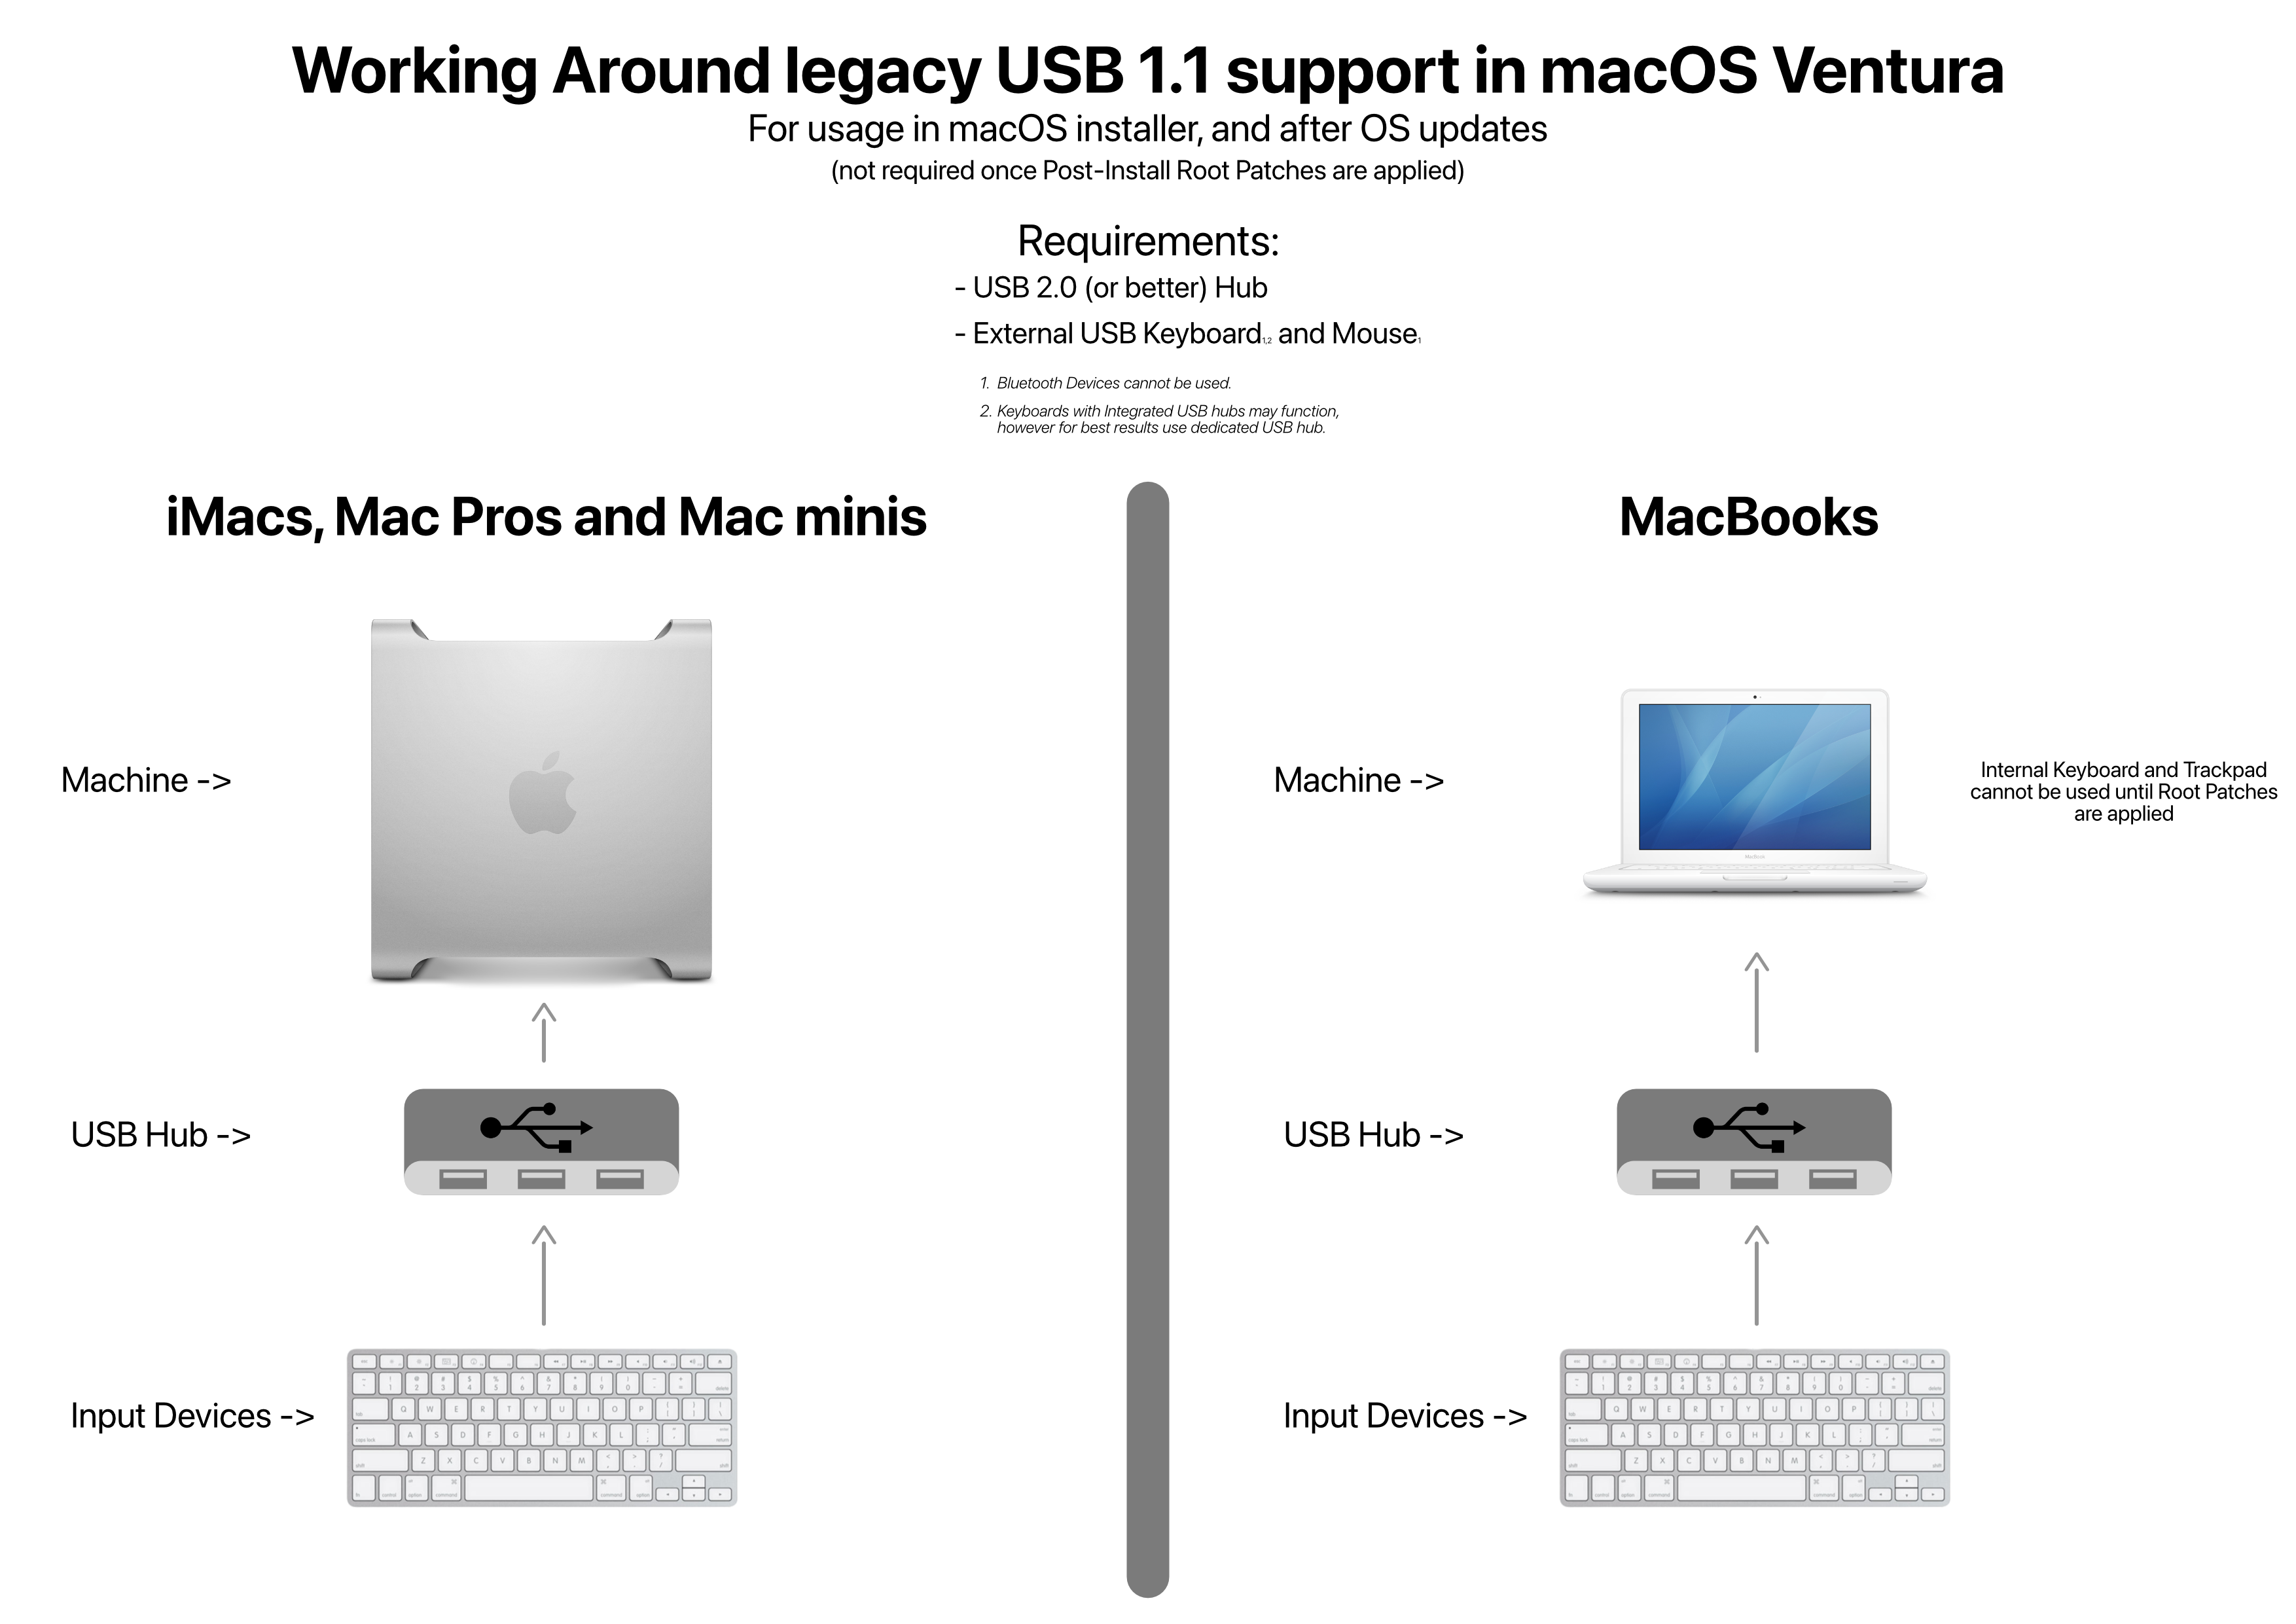 Working Around legacy USB 1.1 support in macOS Ventura
For usage in macOS installer, and after OS updates
(not required once Post-Install Root Patches are applied)
Requirements:
- USB 2.0 (or better) Hub
- External USB Keyboard1,2 and Mouse1
1. Bluetooth Devices cannot be used.
2. Keyboards with Integrated USB hubs may function,
however for best results use dedicated USB hub.
iMacs, Mac Pros and Mac minis
Machine ->
USB Hub ->
Input Devices ->
MacBooks
Machine ->
MacBook
Internal Keyboard and Trackpad
cannot be used until Root Patches
are applied
USB Hub ->
Input Devices ->